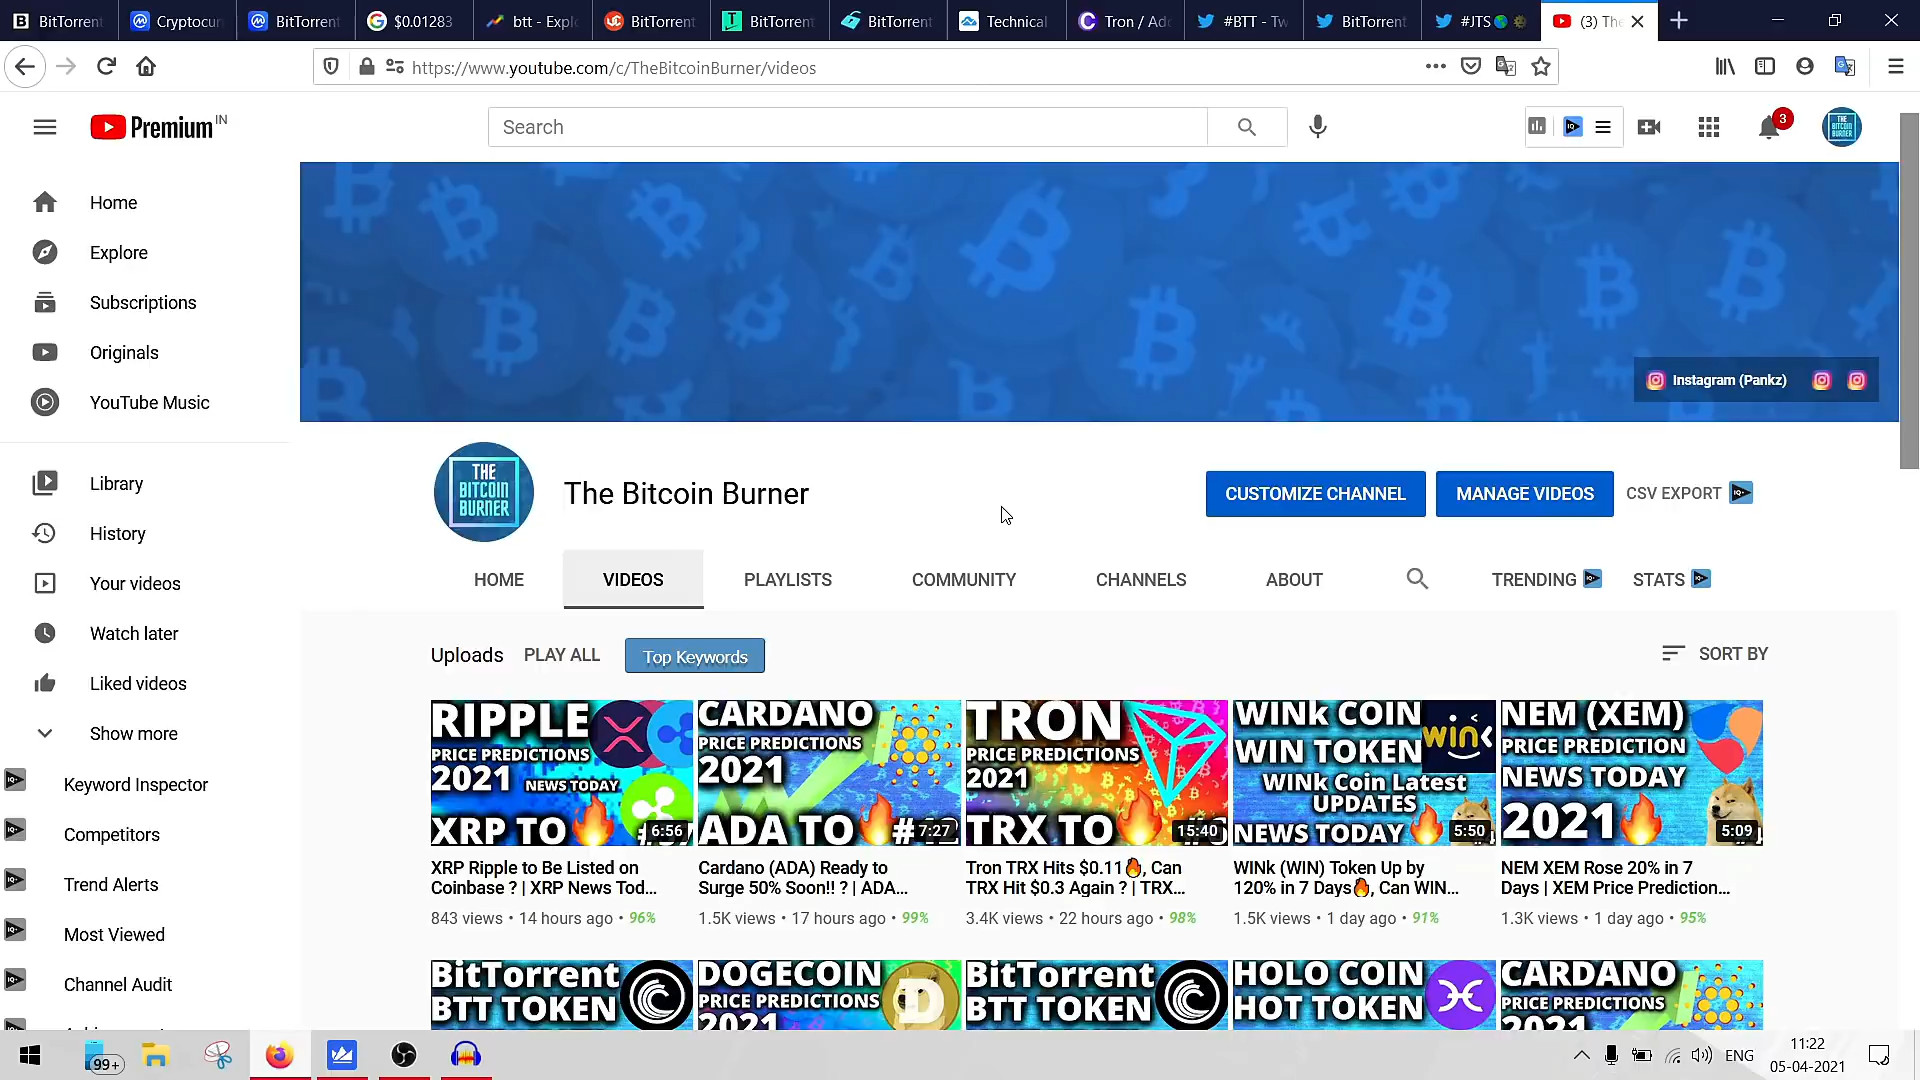 BitTorrent
Cryptocur
BitTorrent
$0.01283
btt - Expl
BitTorrent
BitTorrent
BitTorrent
Technical
Tron / Ad
#BTT - Tw
BitTorrent
#JTS
(3) The
https://www.youtube.com/c/TheBitcoinBurner/videos
Premium IN
Search
3
Home
Explore
Subscriptions
Originals
YouTube Music
Library
History
Your videos
Watch later
Liked videos
Show more
Keyword Inspector
Competitors
Trend Alerts
Most Viewed
Channel Audit
Instagram (Pankz)
THE
BITCOIN
BURNER
The Bitcoin Burner
CUSTOMIZE CHANNEL
MANAGE VIDEOS
CSV EXPORT
HOME
VIDEOS
PLAYLISTS
COMMUNITY
CHANNELS
ABOUT
TRENDING
STATS
Uploads
PLAY ALL
Top Keywords
SORT BY
RIPPLE
PRICE PREDICTIONS
2021 NEWS TODAY
XRP TO
6:56
XRP Ripple to Be Listed on
Coinbase ? | XRP News Tod...
843 views • 14 hours ago • 96%
CARDANO
PRICE PREDICTIONS
2021
ADA TO
7:27
Cardano (ADA) Ready to
Surge 50% Soon!! ? | ADA...
1.5K views • 17 hours ago • 99%
TRON
PRICE PREDICTIONS
2021
TRX TO
15:40
Tron TRX Hits $0.11🔥, Can
TRX Hit $0.3 Again ? | TRX...
3.4K views • 22 hours ago • 98%
WINk COIN
WIN TOKEN
wink
WINk Coin Latest
UPDATES
NEWS TODAY
5:50
WINk (WIN) Token Up by
120% in 7 Days🔥, Can WIN...
1.5K views • 1 day ago • 91%
NEM (XEM)
PRICE PREDICTION
NEWS TODAY
2021
5:09
NEM XEM Rose 20% in 7
Days | XEM Price Prediction...
1.3K views • 1 day ago • 95%
BitTorrent
BTT TOKEN
DOGECOIN
PRICE PREDICTIONS
2021
BitTorrent
BTT TOKEN
HOLO COIN
HOT TOKEN
CARDANO
PRICE PREDICTIONS
2021
99+
ENG
11:22
05-04-2021